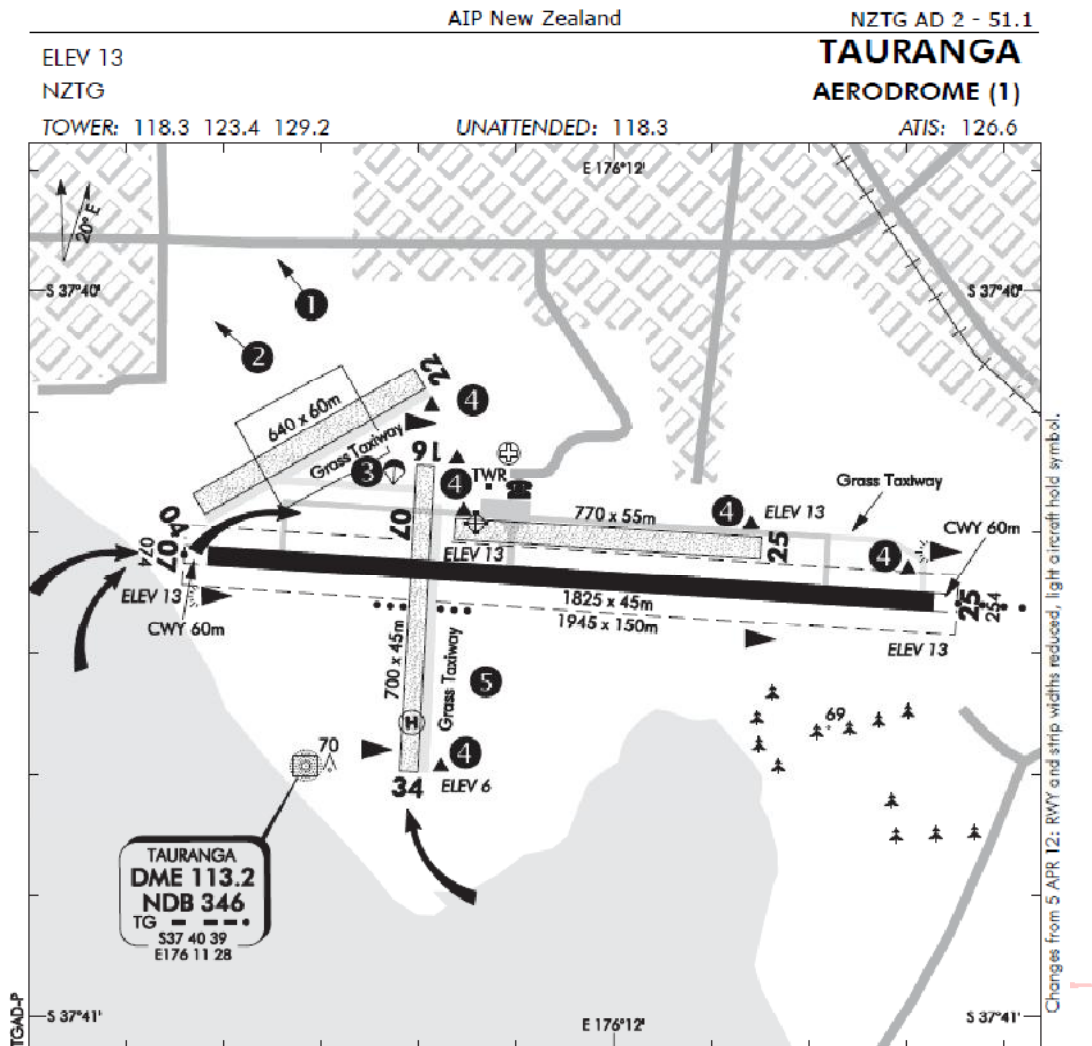 AIP New Zealand
NZTG AD 2 - 51.1
ELEV 13
TAURANGA
NZTG
AERODROME (1)
TOWER: 118.3 123.4 129.2
UNATTENDED: 118.3
ATIS: 126.6
E 176°12'
20° E
S 37°40'
S 37°40'
1
2
22
4
640 x 60m
Grass Taxiway
16
3
4
TWR
Grass Taxiway
04
07
770 x 55m
4
ELEV 13
CWY 60m
07
074
ELEV 13
25
4
ELEV 13
CWY 60m
1825 x 45m
1945 x 150m
25
254
ELEV 13
700 x 45m
Grass Taxiway
5
H
69
70
4
34
ELEV 6
TAURANGA
DME 113.2
NDB 346
TG
S37 40 39
E176 11 28
S 37°41'
E 176°12'
S 37°41'
TGAD-P
Changes from 5 APR 12: RWY and strip widths reduced, light aircraft hold symbol.